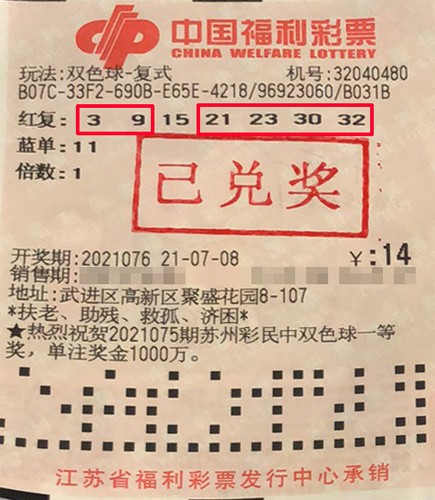 中国福利彩票
CHINA WELFARE LOTTERY
玩法:双色球-复式 机号:32040480
B07C-33F2-690B-E65E-4218/96923060/B031B
红复: 3 9 15 21 23 30 32
蓝单:11
倍数:1
已兑奖
开奖期:2021076 21-07-08 ¥:14
销售期:
地址:武进区高新区聚盛花园8-107
*扶老、助残、救孤、济困*
★热烈祝贺2021075期苏州彩民中双色球一等
奖,单注奖金1000万。
江苏省福利彩票发行中心承销